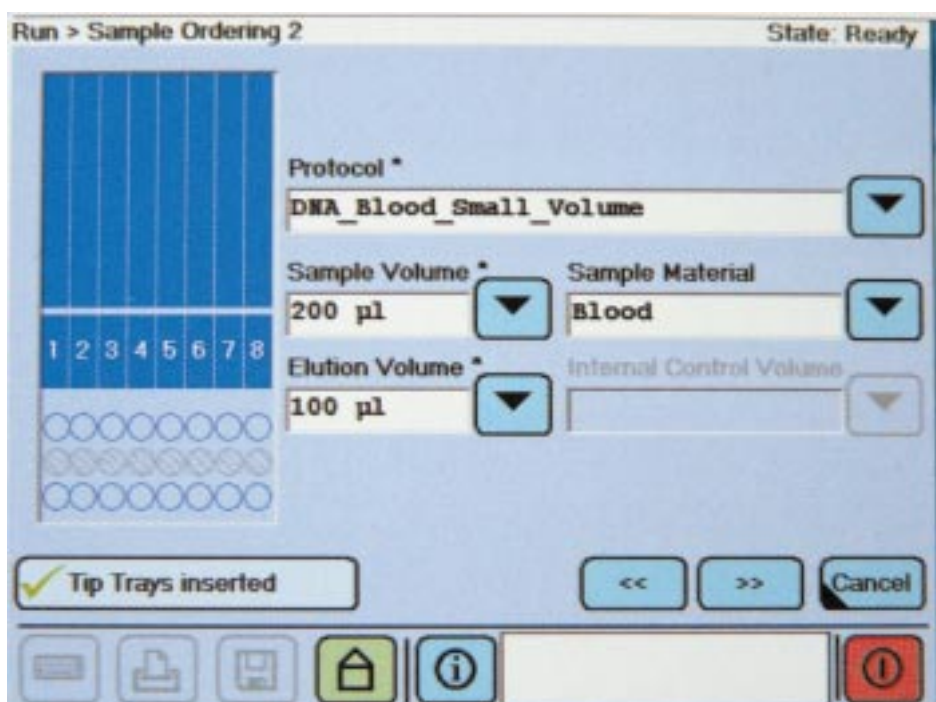 Run > Sample Ordering 2 State: Ready
Protocol *
DNA_Blood_Small_Volume
Sample Volume * Sample Material
200 µl Blood
1 2 3 4 5 6 7 8
Elution Volume * Internal Control Volume
100 µl
Tip Trays inserted << >> Cancel